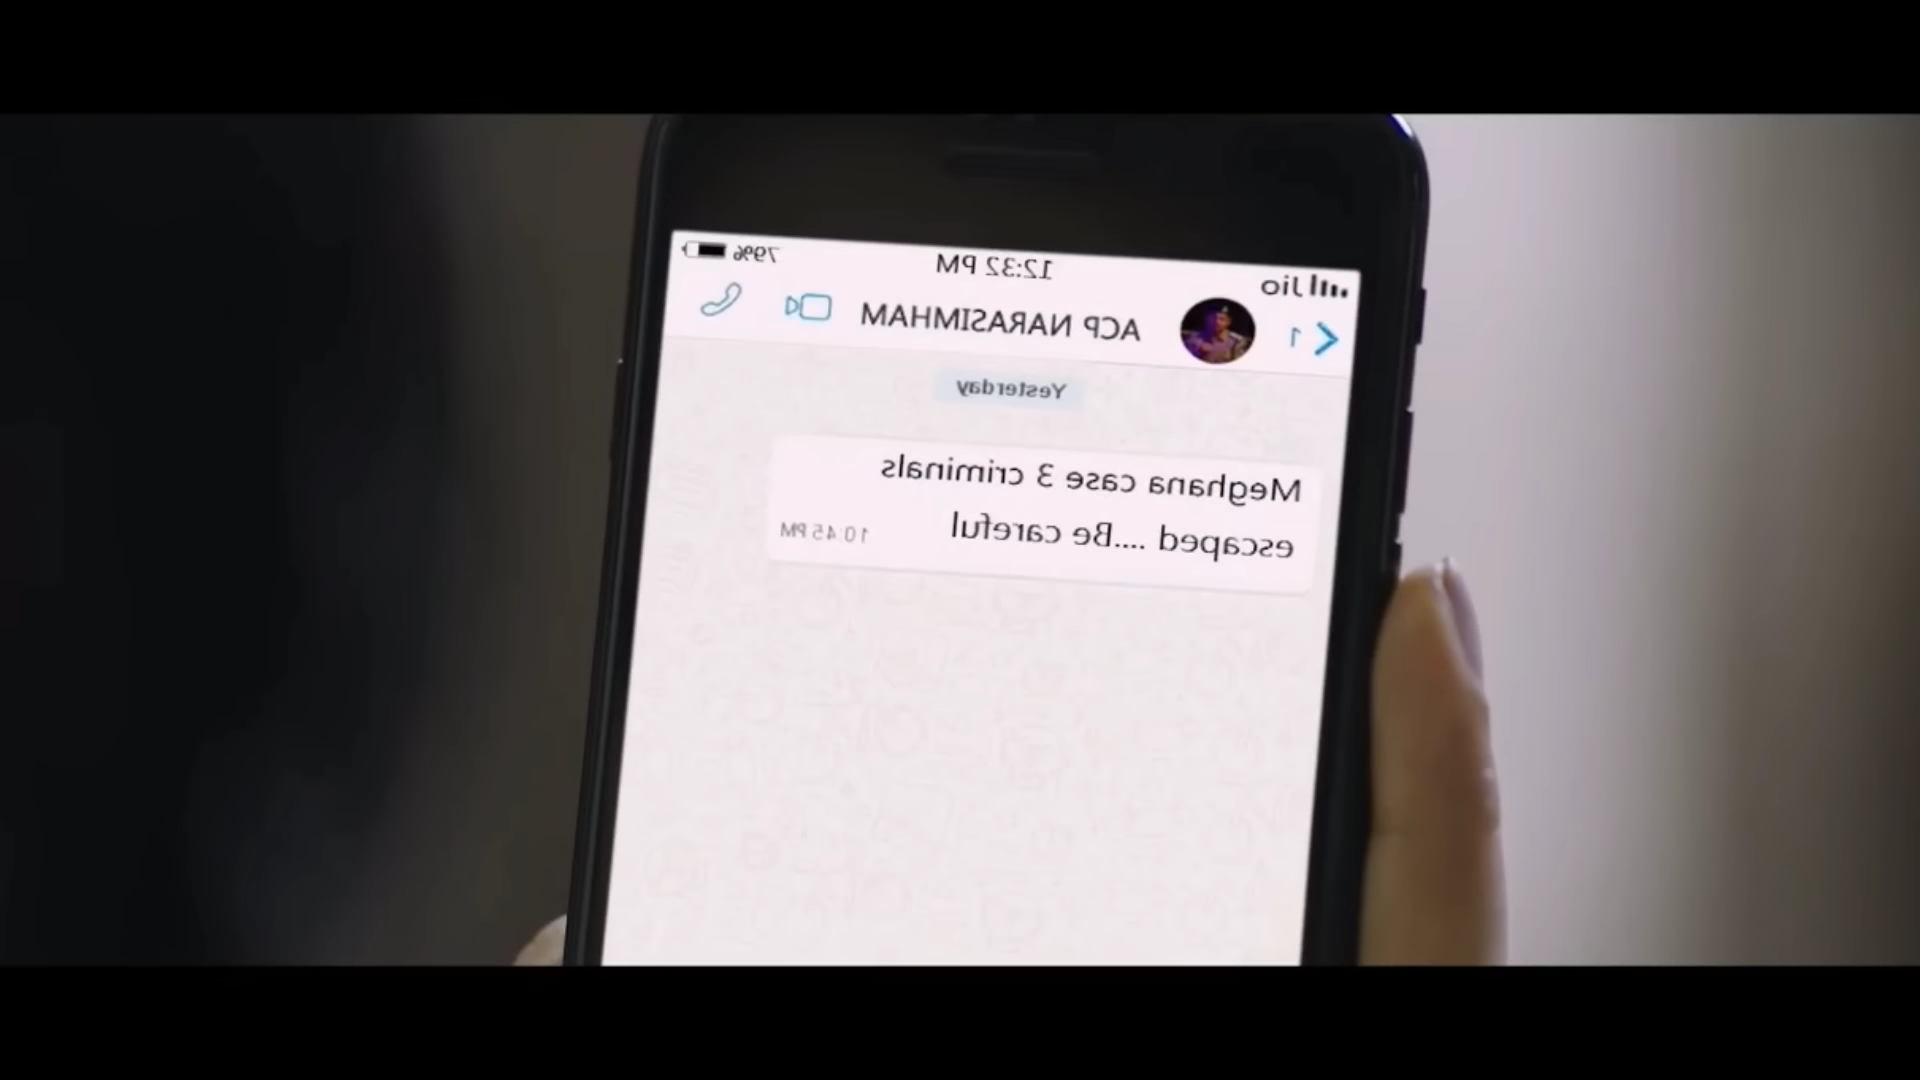 Jio 12:32 PM 79%
1 ACP NARASIMHAM
Yesterday
Meghana case 3 criminals
escaped ....Be careful 10:45 PM